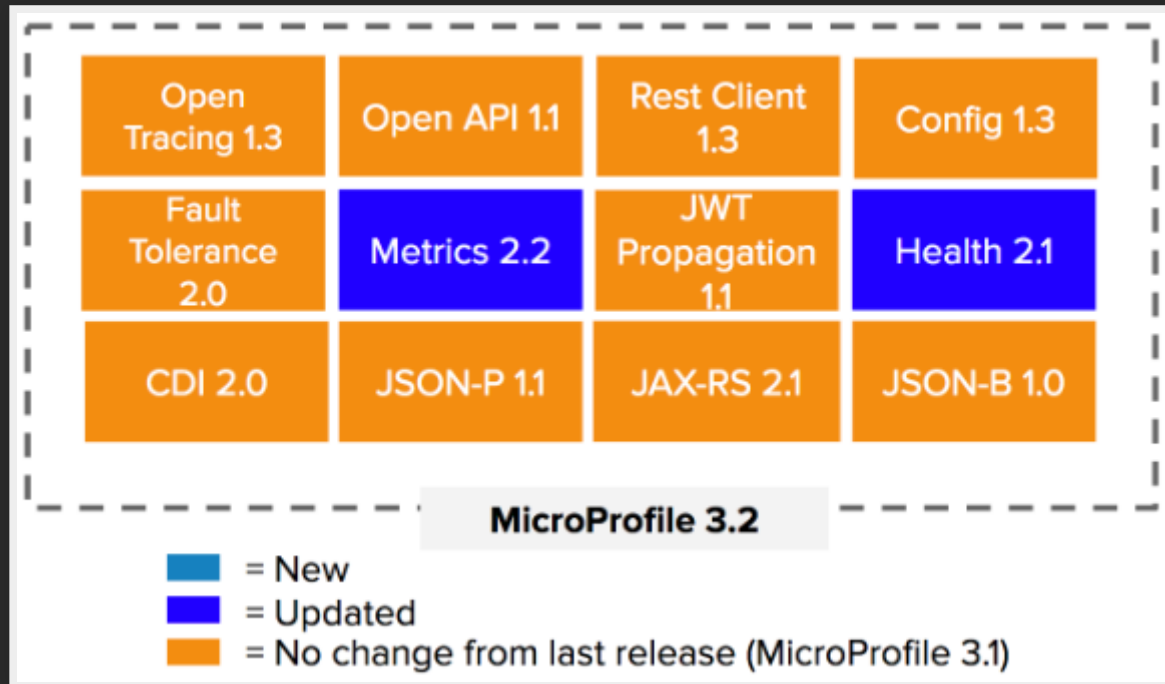 Open
Tracing 1.3
Open API 1.1
Rest Client
1.3
Config 1.3
Fault
Tolerance
2.0
Metrics 2.2
JWT
Propagation
1.1
Health 2.1
CDI 2.0
JSON-P 1.1
JAX-RS 2.1
JSON-B 1.0
MicroProfile 3.2
= New
= Updated
= No change from last release (MicroProfile 3.1)